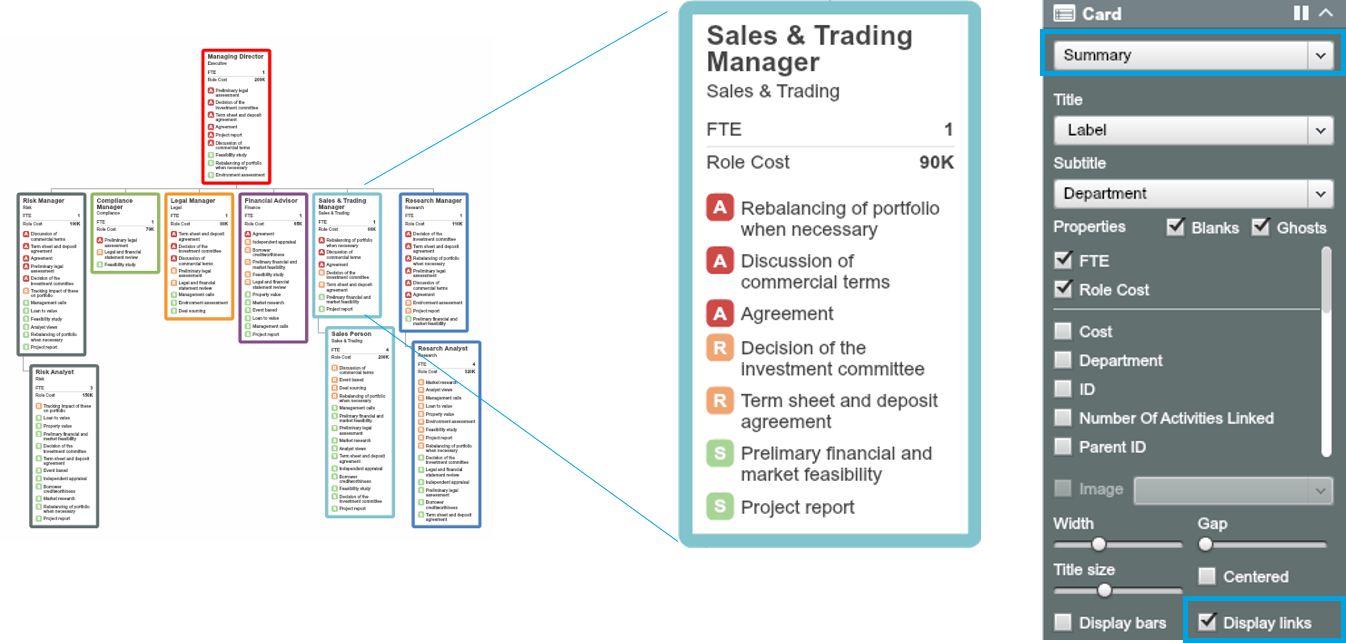 Managing Director
Executive
FTE 1
Role Cost 200K
A Preliminary legal
assessment
A Decision of the
investment committee
A Term sheet and deposit
agreement
A Agreement
A Project report
A Discussion of
commercial terms
S Feasibility study
S Rebalancing of portfolio
when necessary
S Environment assessment
Risk Manager
Risk
FTE 1
Role Cost 100K
A Discussion of
commercial terms
A Term sheet and deposit
agreement
A Agreement
A Preliminary legal
assessment
A Decision of the
investment committee
R Tracking impact of these
on portfolio
S Management calls
S Loan to value
S Feasibility study
S Analyst views
S Rebalancing of portfolio
when necessary
S Project report
Compliance
Manager
Compliance
FTE 1
Role Cost 70K
A Preliminary legal
assessment
R Legal and financial
statement review
S Feasibility study
Legal Manager
Legal
FTE 1
Role Cost
A Term sheet and deposit
agreement
A Decision of the
investment committee
A Discussion of
commercial terms
R Preliminary legal
assessment
R Legal and financial
statement review
S Management calls
S Environment assessment
S Deal sourcing
Financial Advisor
Finance
FTE 1
Role Cost
A Agreement
R Independent appraisal
R Borrower
creditworthiness
R Prelimary financial and
market feasibility
R Feasibility study
R Legal and financial
statement review
S Property value
S Market research
S Event based
S Loan to value
S Management calls
S Project report
Sales & Trading
Manager
Sales & Trading
FTE 1
Role Cost 90K
A Rebalancing of portfolio
when necessary
A Discussion of
commercial terms
A Agreement
R Decision of the
investment committee
R Term sheet and deposit
agreement
S Prelimary financial and
market feasibility
S Project report
Research Manager
Research
FTE 1
Role Cost 110K
A Decision of the
investment committee
A Term sheet and deposit
agreement
A Rebalancing of portfolio
when necessary
A Preliminary legal
assessment
A Discussion of
commercial terms
A Agreement
R Environment assessment
R Project report
S Prelimary financial and
market feasibility
Risk Analyst
Risk
FTE 3
Role Cost 150K
R Tracking impact of these
on portfolio
S Loan to value
S Property value
S Prelimary financial and
market feasibility
S Decision of the
investment committee
S Term sheet and deposit
agreement
S Event based
S Independent appraisal
S Borrower
creditworthiness
S Market research
S Rebalancing of portfolio
when necessary
S Project report
Sales Person
Sales & Trading
FTE 4
Role Cost 200K
R Discussion of
commercial terms
R Event based
R Deal sourcing
R Rebalancing of portfolio
when necessary
S Management calls
S Prelimary financial and
market feasibility
S Preliminary legal
assessment
S Market research
S Analyst views
S Term sheet and deposit
agreement
S Independent appraisal
S Borrower
creditworthiness
S Feasibility study
S Decision of the
investment committee
S Project report
Research Analyst
Research
FTE 4
Role Cost 320K
R Market research
R Analyst views
R Management calls
R Loan to value
R Property value
R Environment assessment
R Feasibility study
R Project report
R Rebalancing of portfolio
when necessary
S Decision of the
investment committee
S Legal and financial
statement review
S Independent appraisal
S Preliminary legal
assessment
S Borrower
creditworthiness
S Term sheet and deposit
agreement
Sales & Trading
Manager
Sales & Trading
FTE 1
Role Cost 90K
A Rebalancing of portfolio
when necessary
A Discussion of
commercial terms
A Agreement
R Decision of the
investment committee
R Term sheet and deposit
agreement
S Prelimary financial and
market feasibility
S Project report
Card
Summary
Title
Label
Subtitle
Department
Properties Blanks Ghosts
FTE
Role Cost
Cost
Department
ID
Number Of Activities Linked
Parent ID
Image
Width Gap
Title size
Centered
Display bars Display links